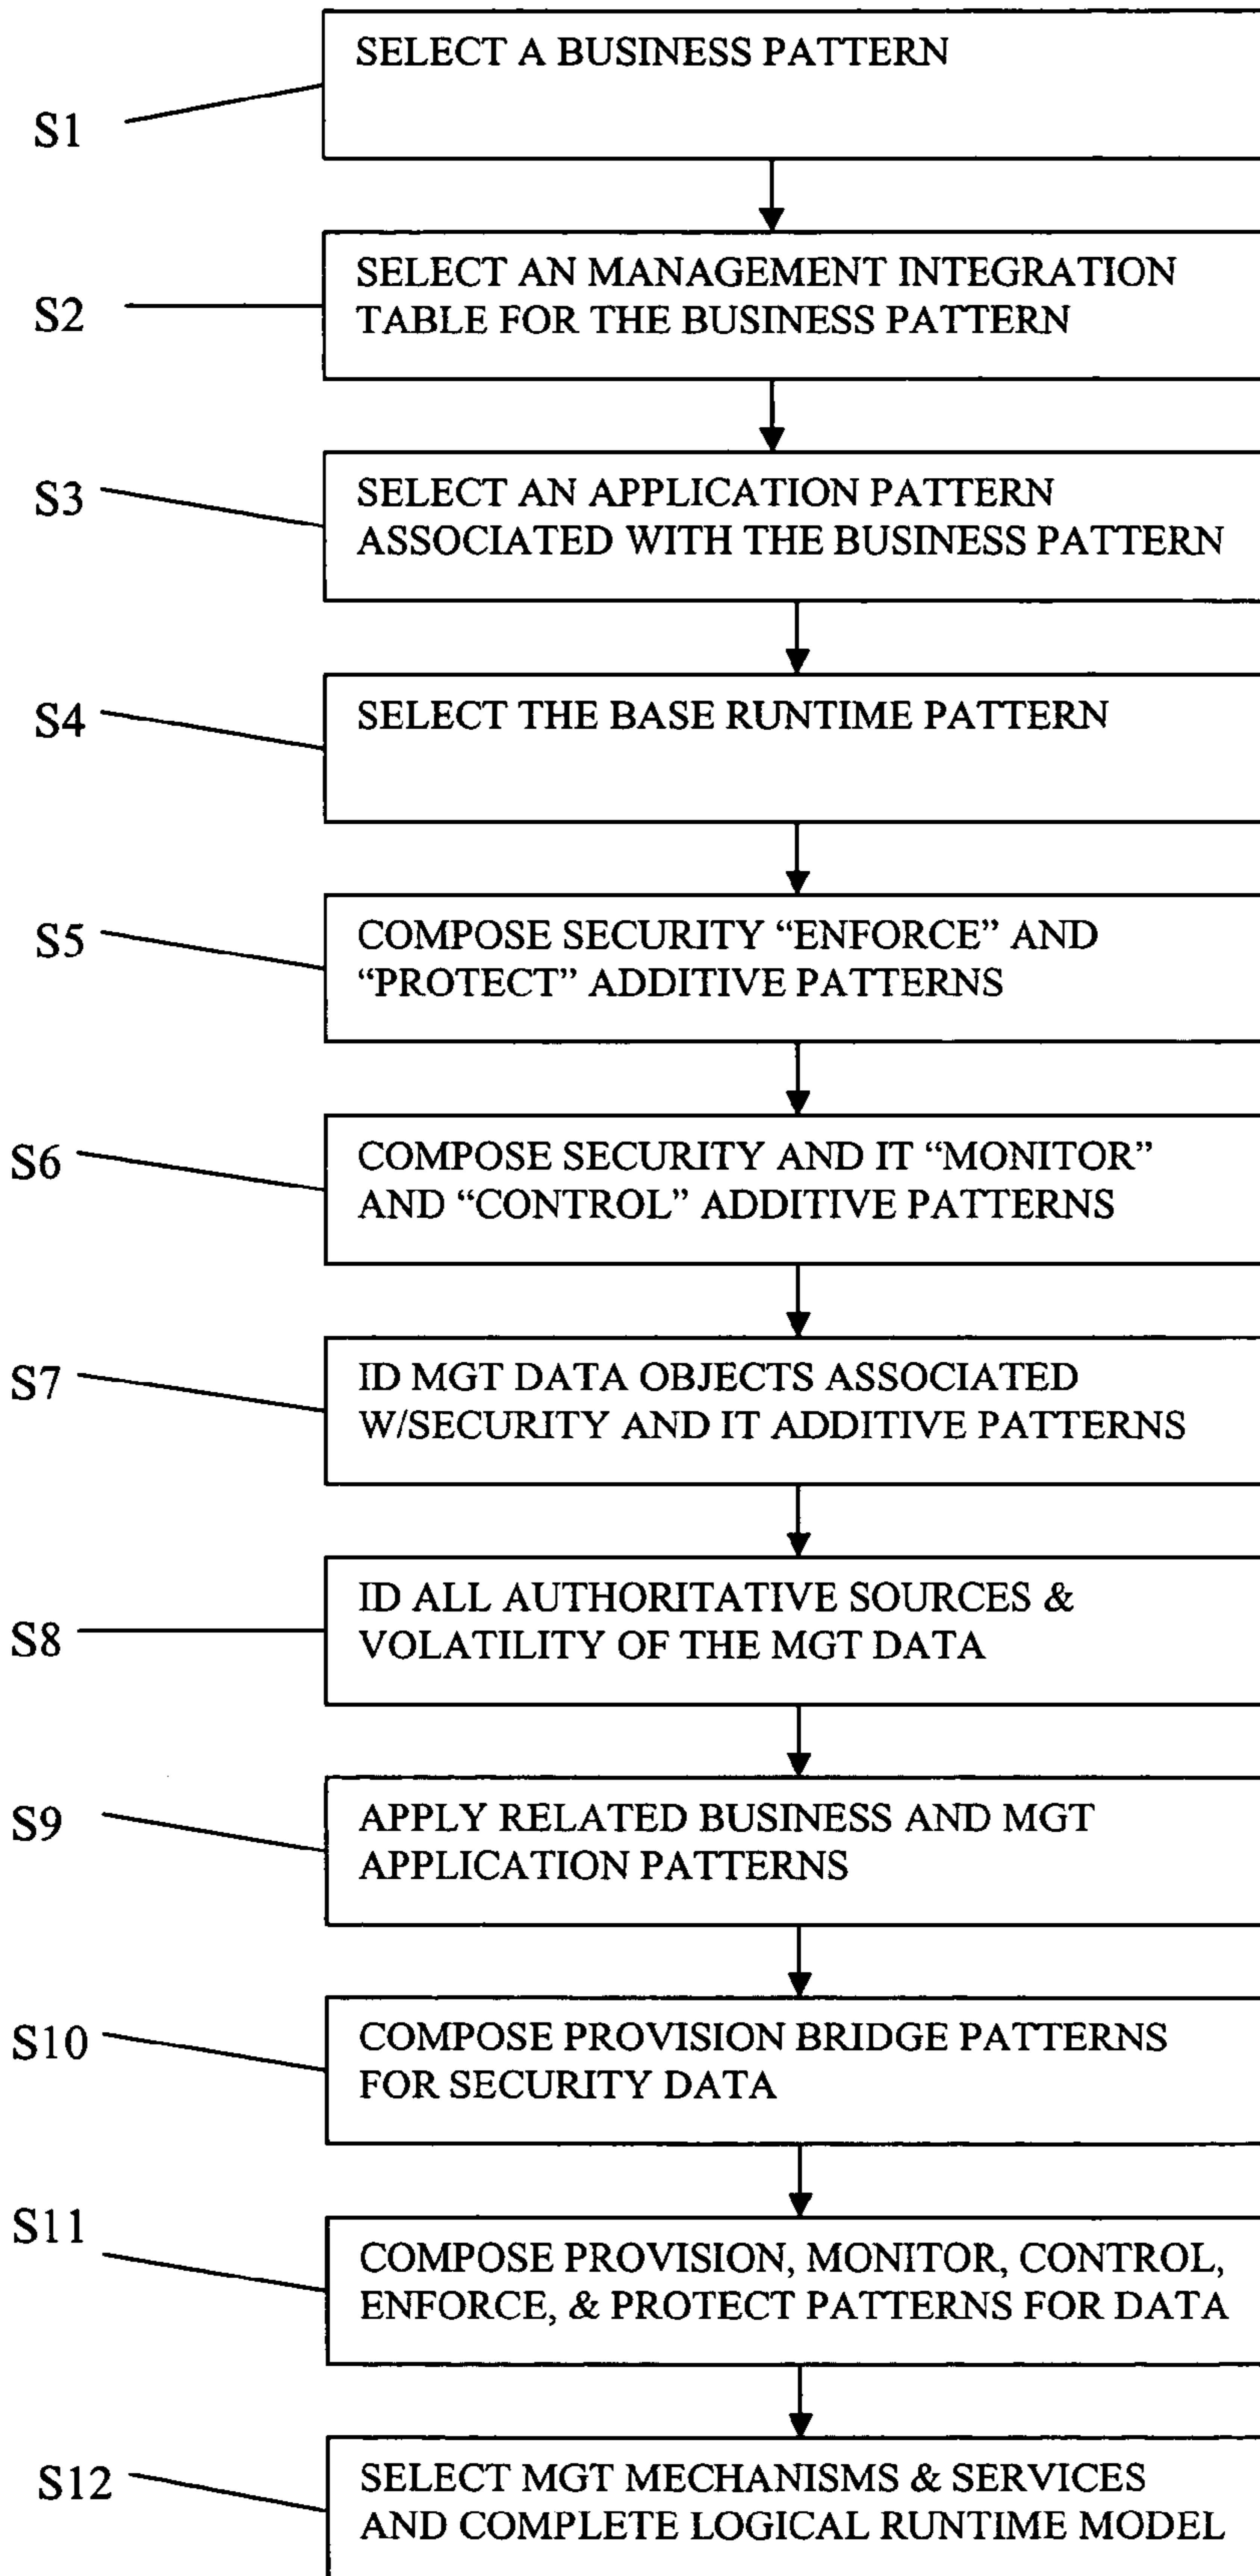 SELECT A BUSINESS PATTERN
S1
SELECT AN MANAGEMENT INTEGRATION
TABLE FOR THE BUSINESS PATTERN
S2
SELECT AN APPLICATION PATTERN
ASSOCIATED WITH THE BUSINESS PATTERN
S3
SELECT THE BASE RUNTIME PATTERN
S4
COMPOSE SECURITY “ENFORCE” AND
“PROTECT” ADDITIVE PATTERNS
S5
COMPOSE SECURITY AND IT “MONITOR”
AND “CONTROL” ADDITIVE PATTERNS
S6
ID MGT DATA OBJECTS ASSOCIATED
W/SECURITY AND IT ADDITIVE PATTERNS
S7
ID ALL AUTHORITATIVE SOURCES &
VOLATILITY OF THE MGT DATA
S8
APPLY RELATED BUSINESS AND MGT
APPLICATION PATTERNS
S9
COMPOSE PROVISION BRIDGE PATTERNS
FOR SECURITY DATA
S10
COMPOSE PROVISION, MONITOR, CONTROL,
ENFORCE, & PROTECT PATTERNS FOR DATA
S11
SELECT MGT MECHANISMS & SERVICES
AND COMPLETE LOGICAL RUNTIME MODEL
S12